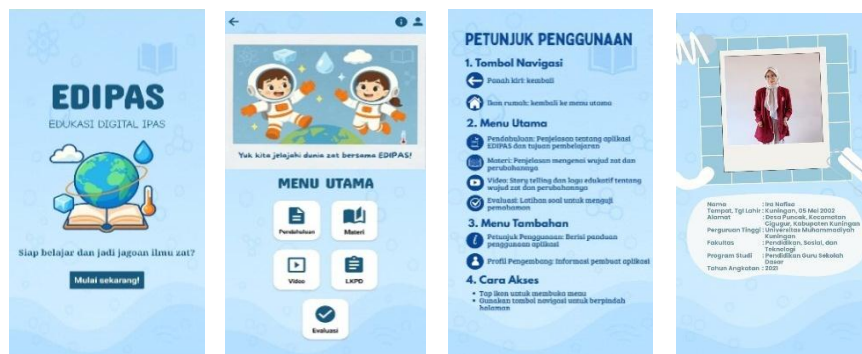 EDIPAS
EDUKASI DIGITAL IPAS
Siap belajar dan jadi jagoan ilmu zat?
Mulai sekarang!
Yuk kita jelajahi dunia zat bersama EDIPAS!
MENU UTAMA
Pendahuluan
Materi
Video
LKPD
Evaluasi
PETUNJUK PENGGUNAAN
1. Tombol Navigasi
Panah kiri: kembali
Ikon rumah: kembali ke menu utama
2. Menu Utama
Pendahuluan: Penjelasan tentang aplikasi
EDIPAS dan tujuan pembelajaran
Materi: Penjelasan mengenai wujud zat dan
perubahannya
Video: Story telling dan lagu edukatif tentang
wujud zat dan perubahannya
Evaluasi: Latihan soal untuk menguji
pemahaman
3. Menu Tambahan
Petunjuk Penggunaan: Berisi panduan
penggunaan aplikasi
Profil Pengembang: Informasi pembuat aplikasi
4. Cara Akses
• Tap ikon untuk membuka menu
• Gunakan tombol navigasi untuk berpindah
halaman
Nama : Ins Nafisa
Tempat, Tgl Lahir : Kuningan, 05 Mei 2002
Alamat : Desa Puncak, Kecamatan
Cigugur, Kabupaten Kuningan
Perguruan Tinggi : Universitas Muhammadiyah
Kuningan
Fakultas : Pendidikan, Sosial, dan
Teknologi
Program Studi : Pendidikan Guru Sekolah
Dasar
Tahun Angkatan : 2021